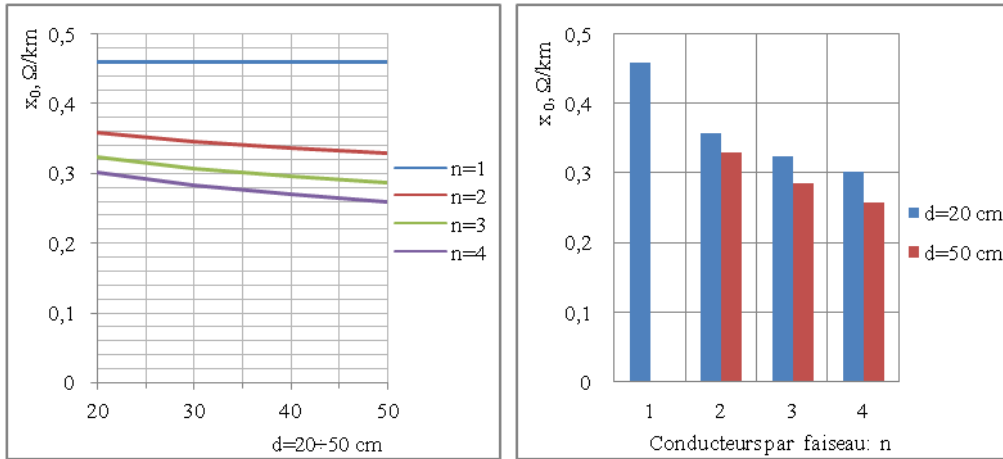 x₀, Ω/km
0,5
0,4
0,3
0,2
0,1
0
20
30
40
50
d=20÷50 cm
n=1
n=2
n=3
n=4
x₀, Ω/km
0,5
0,4
0,3
0,2
0,1
0
1
2
3
4
Conducteurs par faiseau: n
d=20 cm
d=50 cm